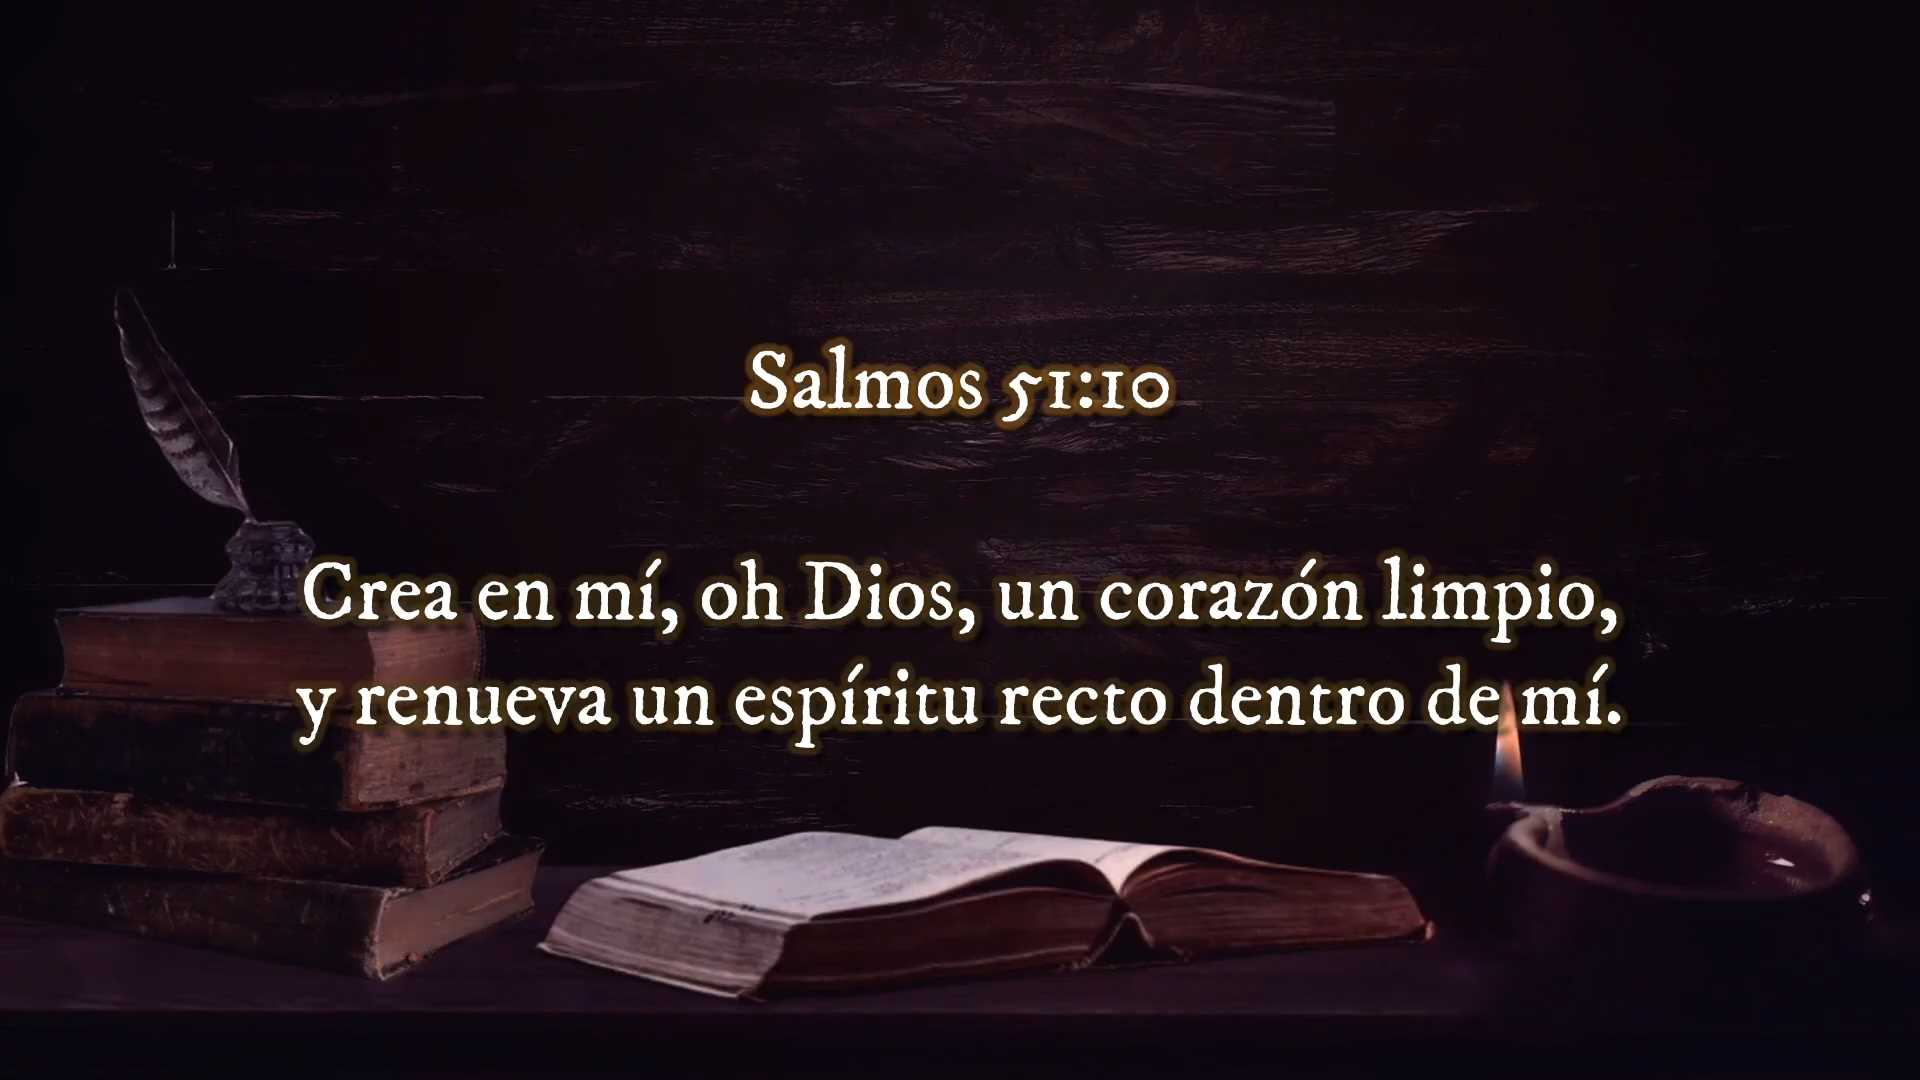 Salmos 51:10
Crea en mí, oh Dios, un corazón limpio,
y renueva un espíritu recto dentro de mí.